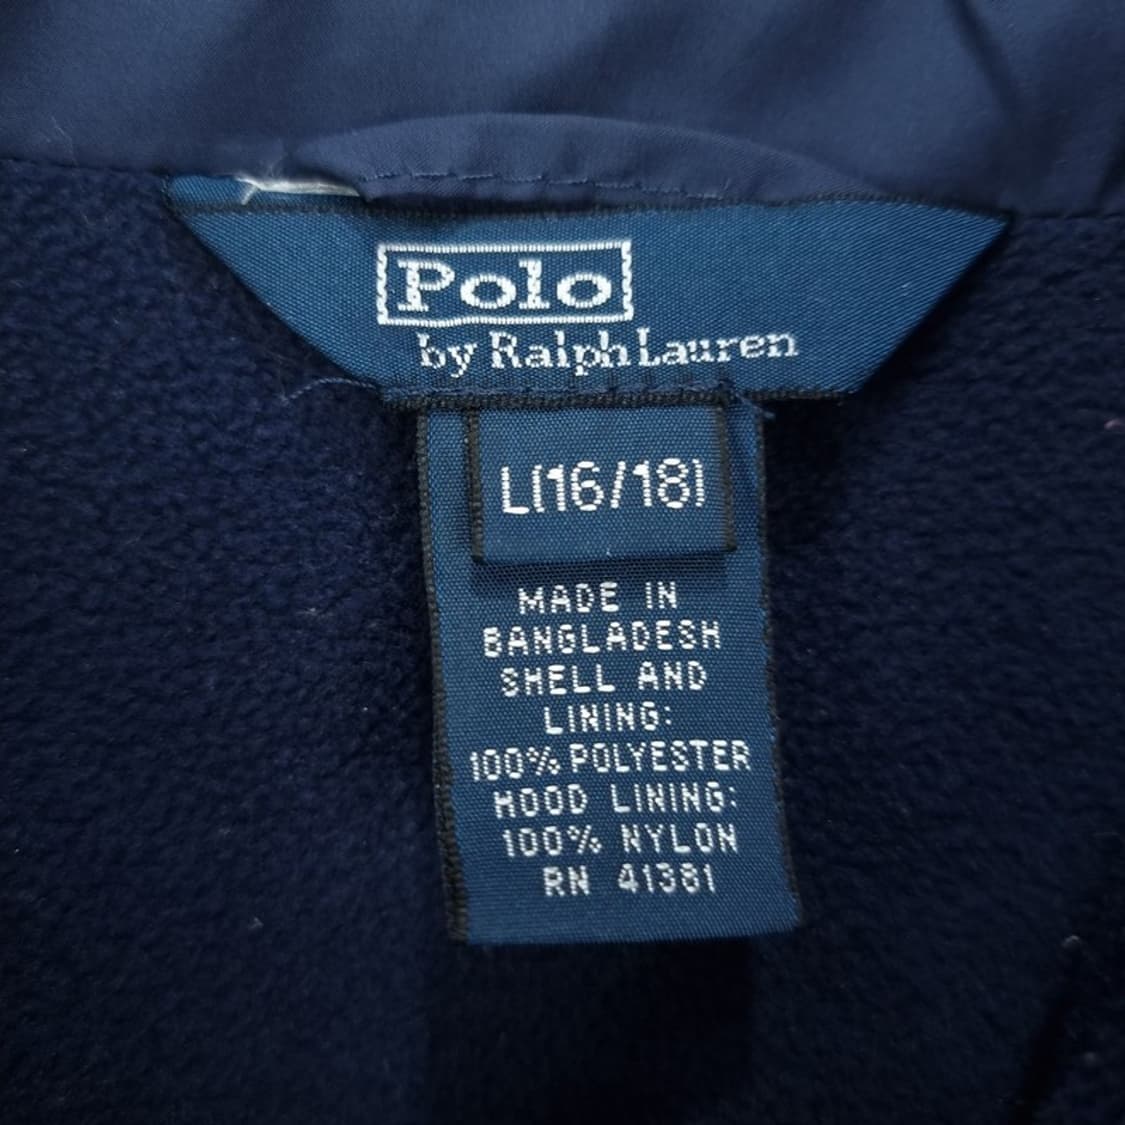 Polo
by Ralph Lauren
L(16/18)
MADE IN
BANGLADESH
SHELL AND
LINING:
100% POLYESTER
HOOD LINING:
100% NYLON
RN 41381